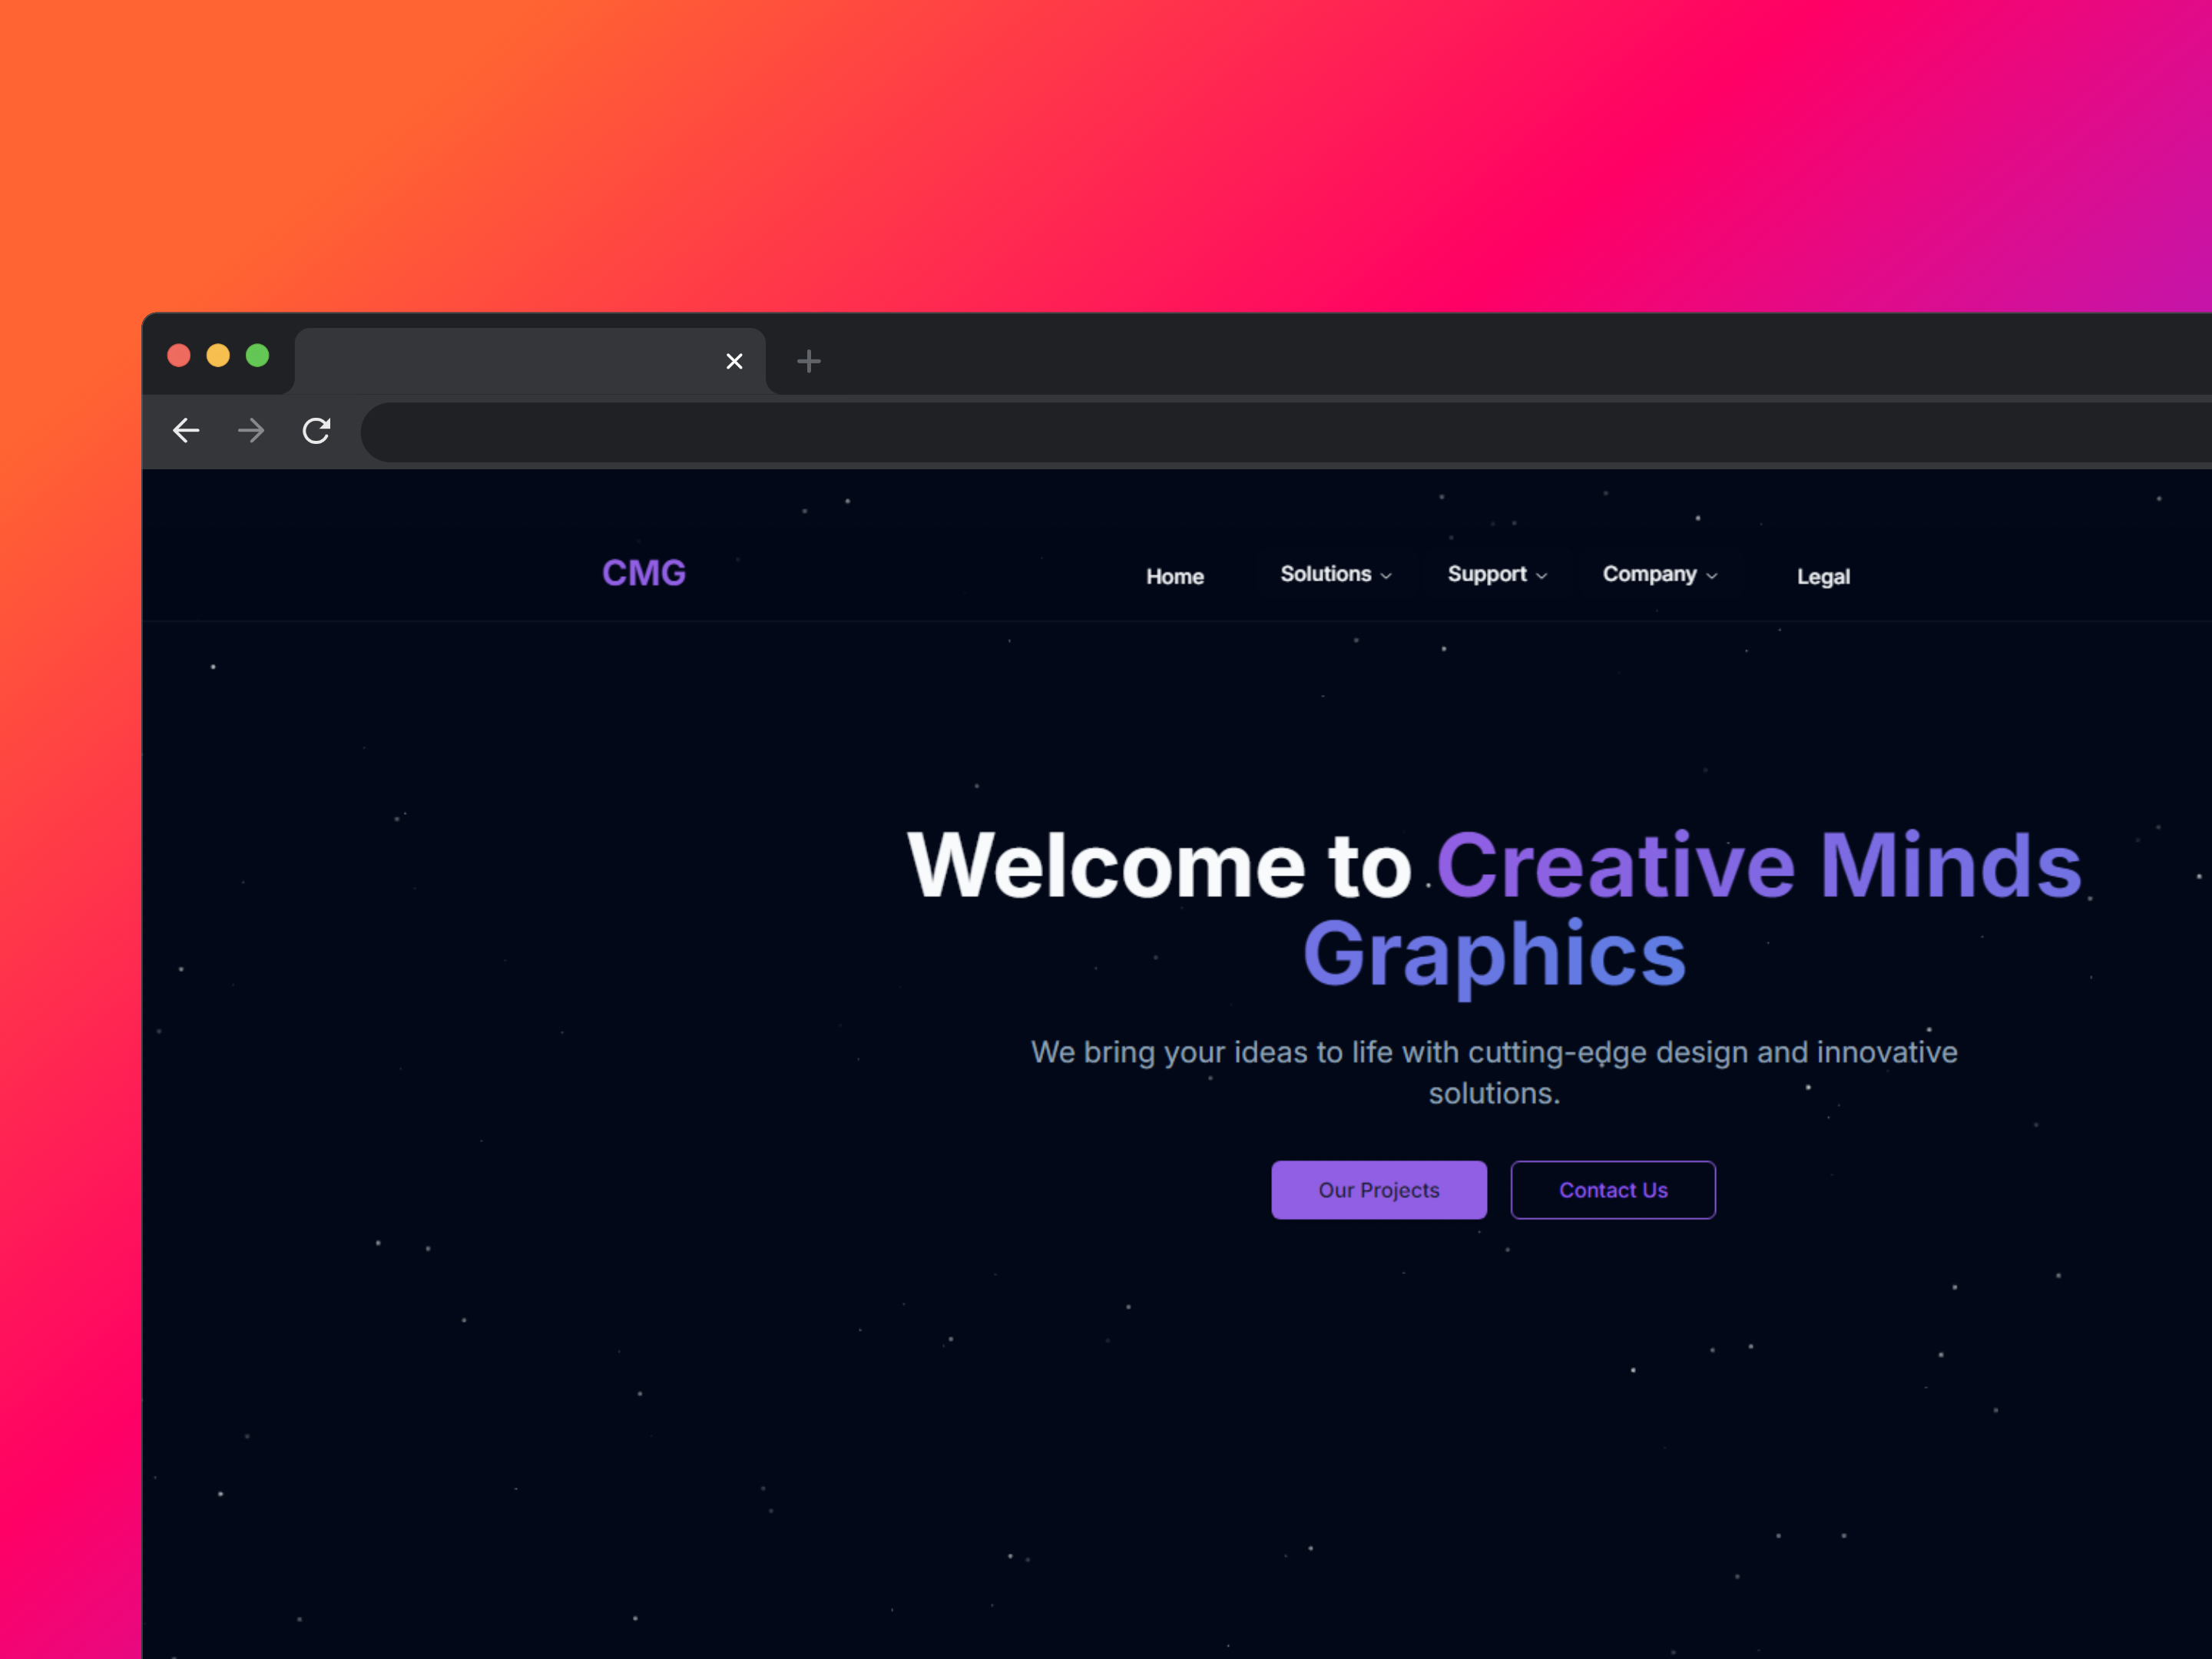 CMG
Home Solutions Support Company Legal
Welcome to Creative Minds
Graphics
We bring your ideas to life with cutting-edge design and innovative
solutions.
Our Projects Contact Us